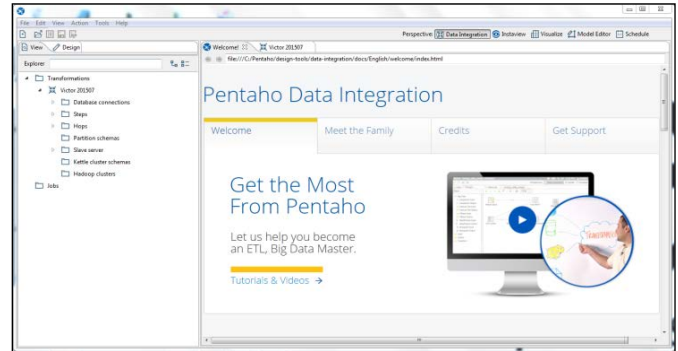 File Edit View Action Tools Help
Perspective: Data Integration Instaview Visualize Model Editor Schedule
View Design
Welcome! Victor 201507
Explorer
file:///C:/Pentaho/design-tools/data-integration/docs/English/welcome/index.html
Transformations
Victor 201507
Database connections
Steps
Hops
Partition schemas
Slave server
Kettle cluster schemas
Hadoop clusters
Jobs
Pentaho Data Integration
Welcome Meet the Family Credits Get Support
Get the Most
From Pentaho
Let us help you become
an ETL, Big Data Master.
Tutorials & Videos →